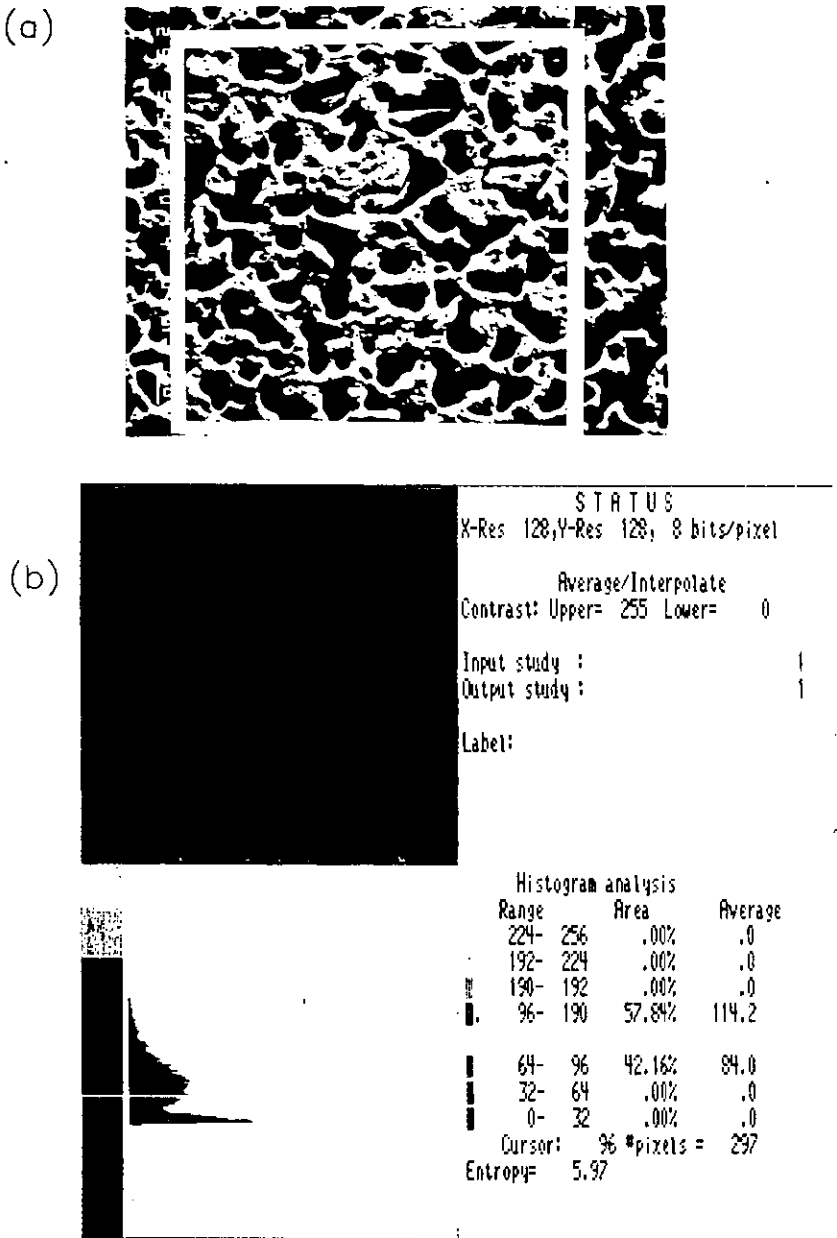 (a)
(b)
STATUS
X-Res 128,Y-Res 128, 8 bits/pixel
Average/Interpolate
Contrast: Upper= 255 Lower= 0
Input study : 1
Output study : 1
Label:
Histogram analysis
Range Area Average
224- 256 .00% .0
192- 224 .00% .0
190- 192 .00% .0
96- 190 57.84% 114.2
64- 96 42.16% 84.0
32- 64 .00% .0
0- 32 .00% .0
Cursor: 96 #pixels = 297
Entropy= 5.97